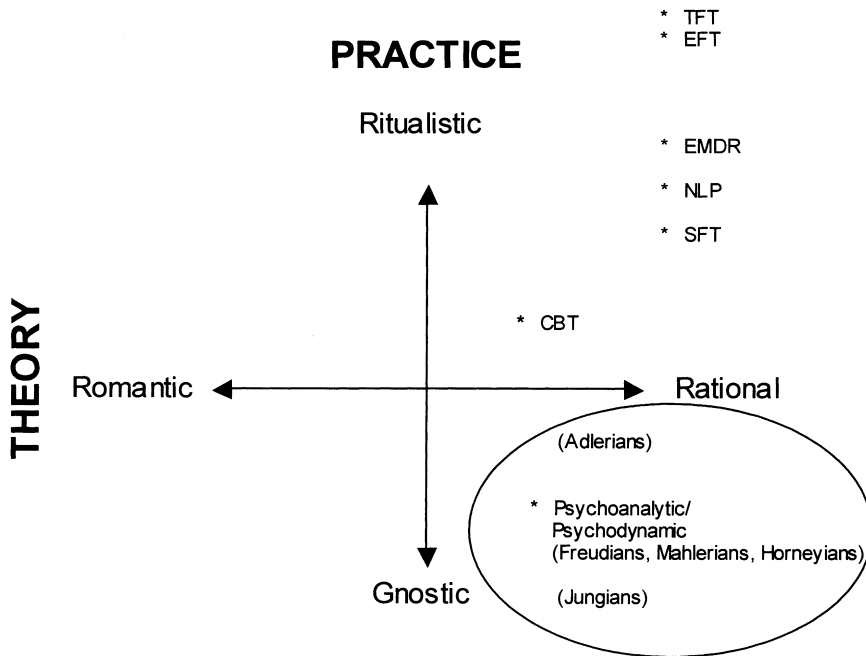 * TFT
* EFT
PRACTICE
Ritualistic
* EMDR
* NLP
* SFT
* CBT
THEORY
Romantic
Rational
(Adlerians)
* Psychoanalytic/
Psychodynamic
(Freudians, Mahlerians, Horneyians)
Gnostic
(Jungians)